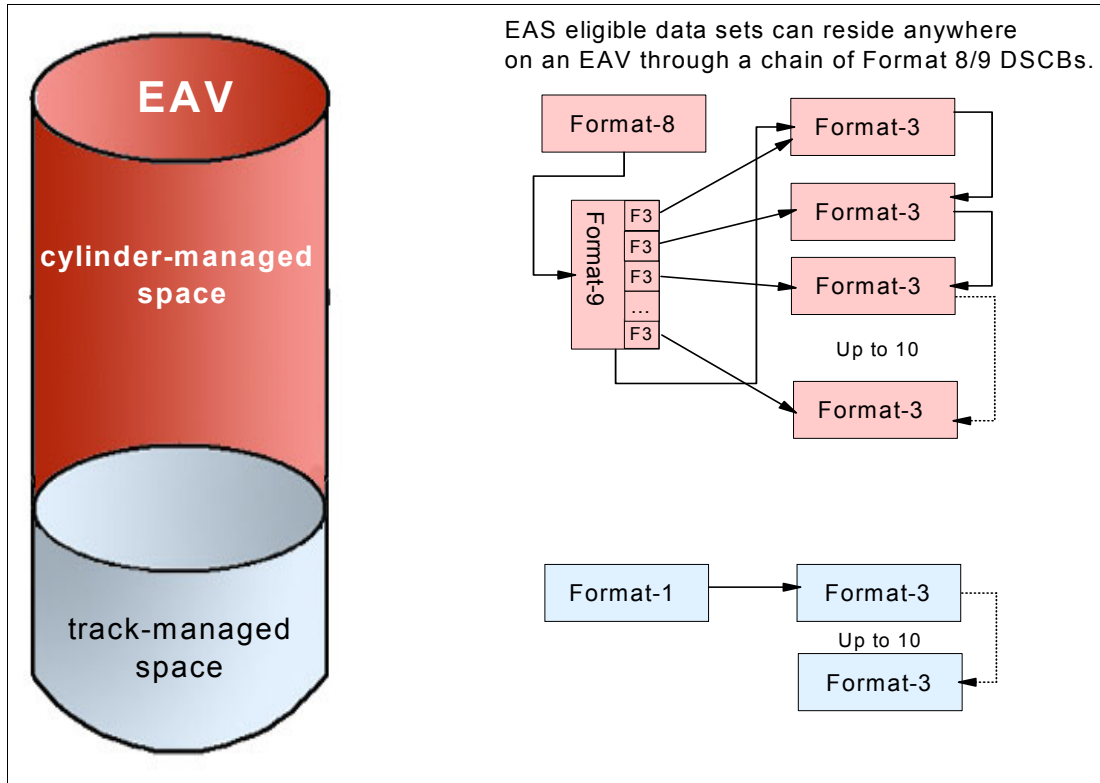 EAV
cylinder-managed
space
track-managed
space
EAS eligible data sets can reside anywhere
on an EAV through a chain of Format 8/9 DSCBs.
Format-8
Format-9
F3
F3
F3
...
F3
Format-3
Format-3
Format-3
Up to 10
Format-3
Format-1
Format-3
Up to 10
Format-3